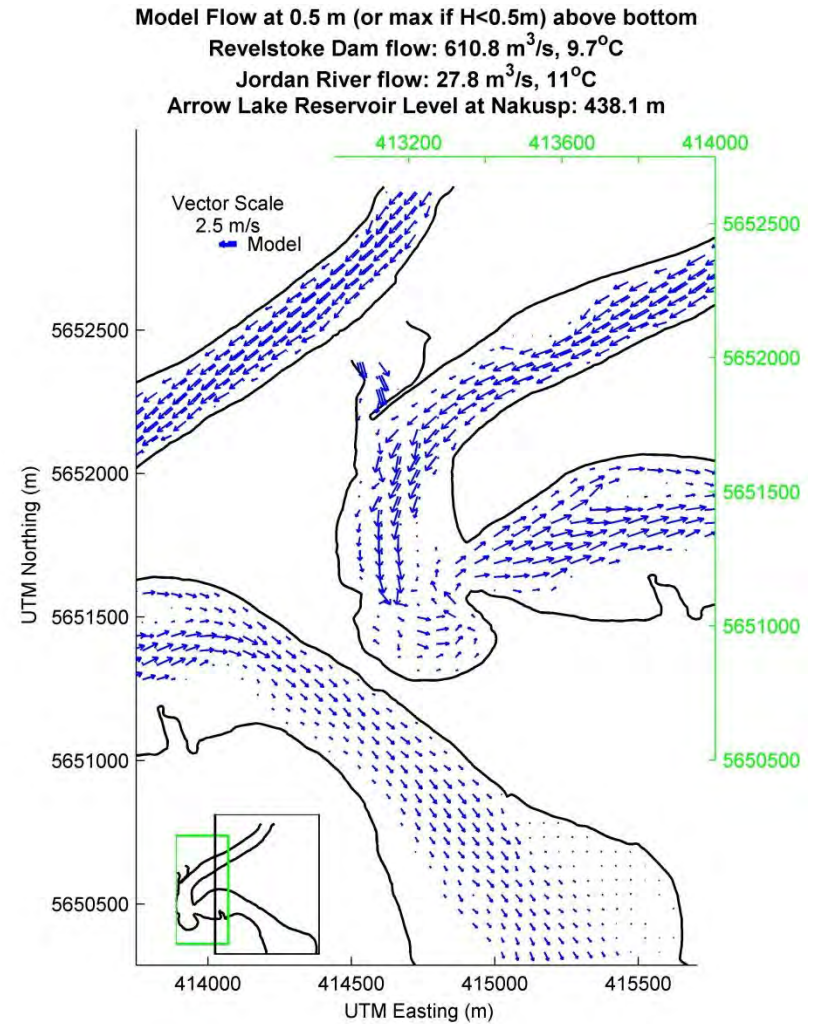 Model Flow at 0.5 m (or max if H<0.5m) above bottom
Revelstoke Dam flow: 610.8 m³/s, 9.7°C
Jordan River flow: 27.8 m³/s, 11°C
Arrow Lake Reservoir Level at Nakusp: 438.1 m
413200 413600 414000
Vector Scale
2.5 m/s
Model
5652500
5652000
5651500
5651000
5650500
UTM Northing (m)
5652500
5652000
5651500
5651000
5650500
414000 414500 415000 415500
UTM Easting (m)